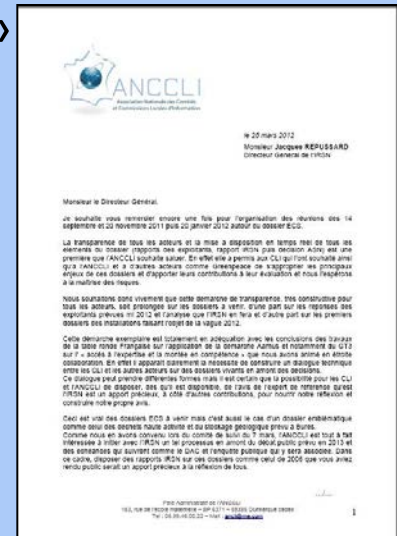 ANCCLI
Association Nationale des Comités
et Commissions Locales d'Information
le 26 mars 2012
Monsieur Jacques REPUSSARD
Directeur Général de l'IRSN
Monsieur le Directeur Général,
Je souhaite vous remercier encore une fois pour l'organisation des réunions des 14
septembre et 20 novembre 2011 puis 20 janvier 2012 autour du dossier ECS.
La transparence de tous les acteurs et la mise à disposition en temps réel de tous les
éléments du dossier (rapports des exploitants, rapport IRSN puis décision ASN) est une
première que l'ANCCLI souhaite saluer. En effet elle a permis aux CLI qui l'ont souhaité ainsi
qu'à l'ANCCLI et à d'autres acteurs comme Greenpeace de s'approprier les principaux
enjeux de ces dossiers et d'apporter leurs contributions à leur évaluation et nous l'espérons
à la maîtrise des risques.
Nous souhaitons donc vivement que cette démarche de transparence, très constructive pour
tous les acteurs, soit prolongée sur les dossiers à venir, d'une part sur les réponses des
exploitants prévues mi 2012 et l'analyse que l'IRSN en fera et d'autre part sur les premiers
dossiers des installations faisant l'objet de la vague 2012.
Cette démarche exemplaire est totalement en adéquation avec les conclusions des travaux
de la table ronde Française sur l'application de la démarche Aarhus et notamment du GT3
sur l' « accès à l'expertise et la montée en compétence » que nous avons animé en étroite
collaboration. En effet il apparait clairement la nécessité de construire un dialogue technique
entre les CLI et les autres acteurs sur des dossiers vivants en amont des décisions.
Ce dialogue peut prendre différentes formes mais il est certain que la possibilité pour les CLI
et l'ANCCLI de disposer, dès qu'il est disponible, de l'avis de l'expert de référence qu'est
l'IRSN est un apport précieux, à côté d'autres contributions, pour nourrir notre réflexion et
construire notre propre avis.
Ceci est vrai des dossiers ECS à venir mais c'est aussi le cas d'un dossier emblématique
comme celui des déchets haute activité et du stockage géologique prévu à Bures.
Comme nous en avons convenu lors du comité de suivi du 7 mars, l'ANCCLI est tout à fait
intéressée à initier avec l'IRSN un tel processus en amont du débat public prévu en 2013 et
des échéances qui suivront comme le DAC et l'enquête publique qui y sera associée. Dans
ce cadre, disposer des rapports IRSN sur ces dossiers comme celui de 2006 que vous aviez
rendu public serait un apport précieux à la réflexion de tous.
Pôle Administratif de l'ANCCLI
1